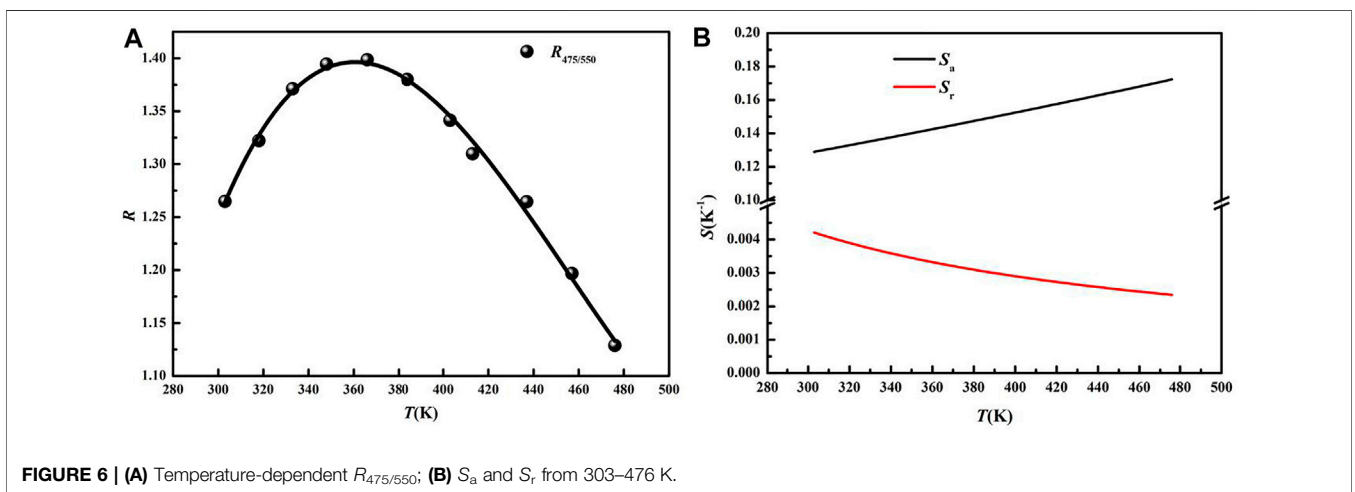 A
R475/550
1.40
1.35
1.30
1.25
1.20
1.15
1.10
R
280 300 320 340 360 380 400 420 440 460 480 500
T(K)
B
Sa
Sr
0.20
0.18
0.16
0.14
0.12
0.10
0.004
0.003
0.002
0.001
0.000
S(K-1)
280 300 320 340 360 380 400 420 440 460 480 500
T(K)
FIGURE 6 | (A) Temperature-dependent R475/550; (B) Sa and Sr from 303–476 K.